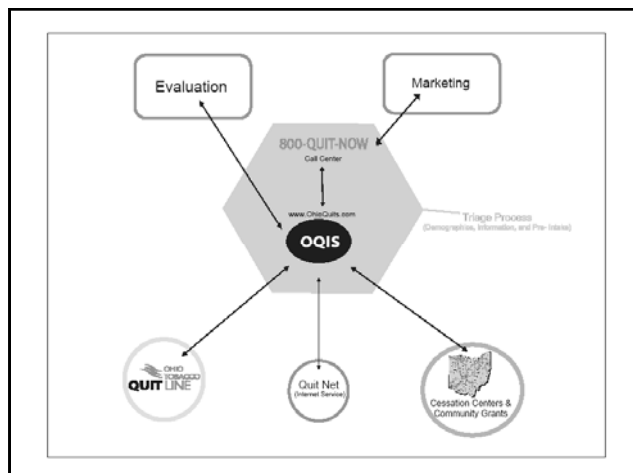 Evaluation
Marketing
800-QUIT-NOW
Call Center
www.OhioQuits.com
OQIS
Triage Process
(Demographics, Information, and Pre- Intake)
OHIO
TOBACCO
QUIT LINE
Quit Net
(Internet Service)
Cessation Centers &
Community Grants